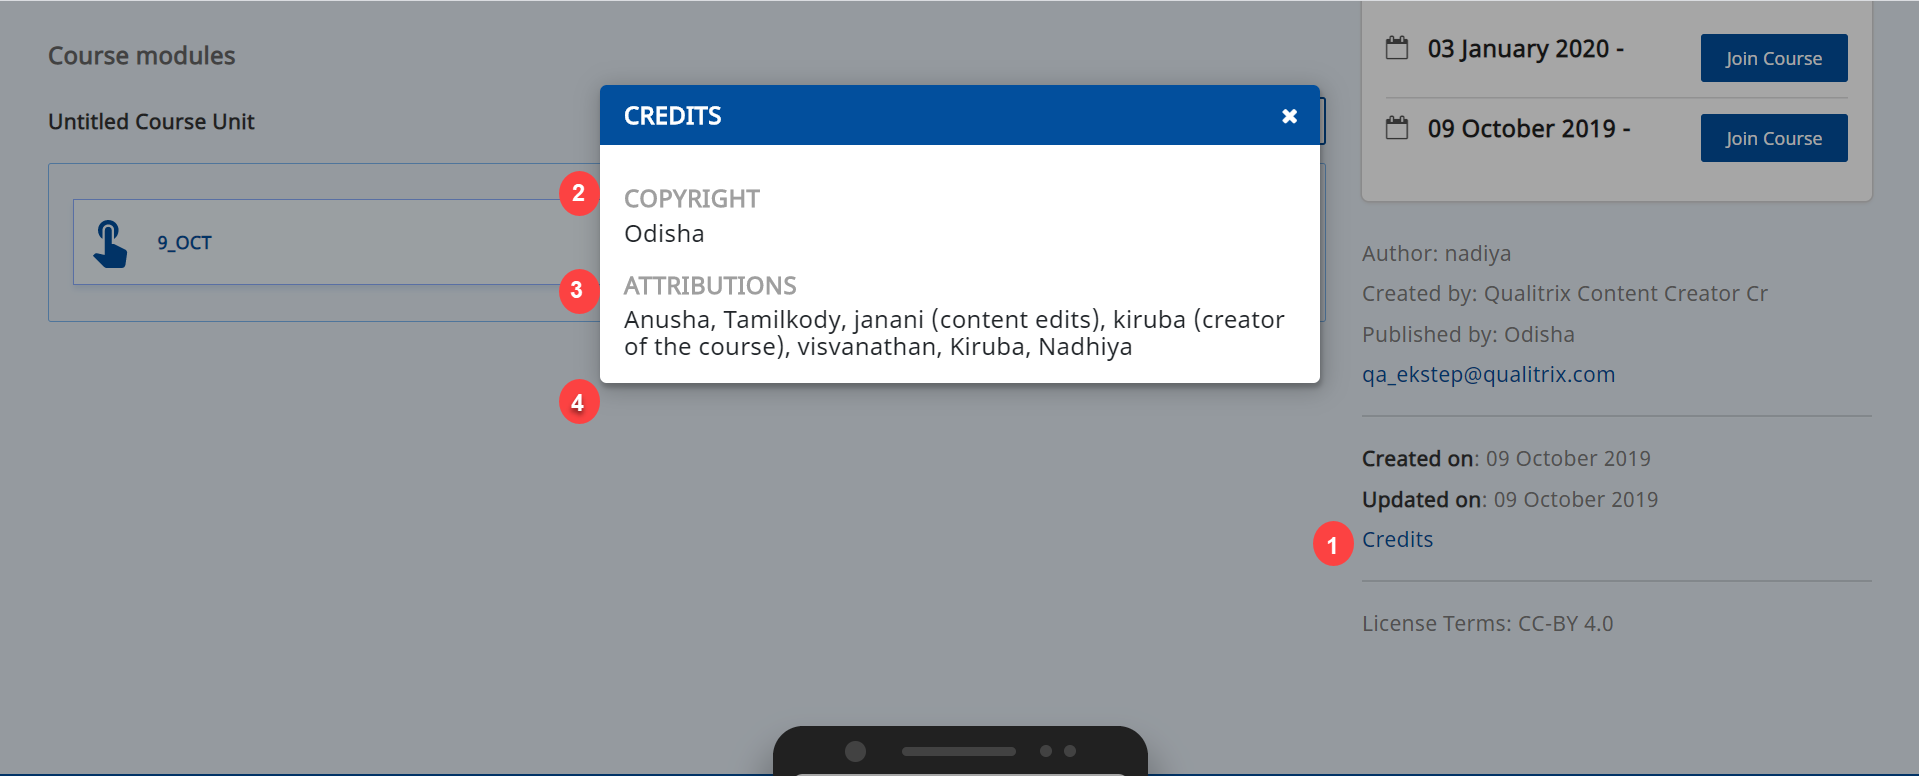 Course modules
Untitled Course Unit
9_OCT
CREDITS
2
COPYRIGHT
Odisha
3
ATTRIBUTIONS
Anusha, Tamilkody, janani (content edits), kiruba (creator
of the course), visvanathan, Kiruba, Nadhiya
4
03 January 2020 -
Join Course
09 October 2019 -
Join Course
Author: nadiya
Created by: Qualitrix Content Creator Cr
Published by: Odisha
qa_ekstep@qualitrix.com
Created on: 09 October 2019
Updated on: 09 October 2019
1
Credits
License Terms: CC-BY 4.0